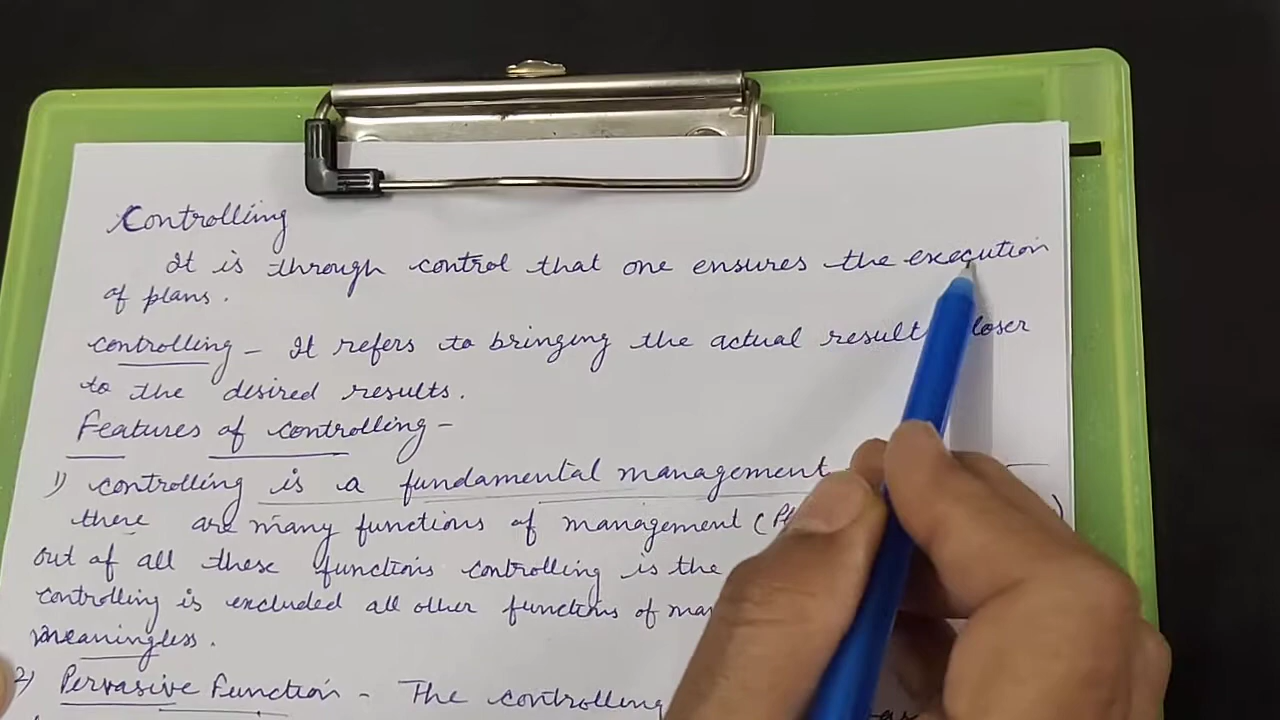 Controlling
It is through control that one ensures the execution
of plans.
controlling - It refers to bringing the actual result loser
to the desired results.
Features of controlling -
1) controlling is a fundamental management
there are many functions of management (
out of all these functions controlling is the
controlling is excluded all other functions of
meaningless.
2) Pervasive Function - The controlling